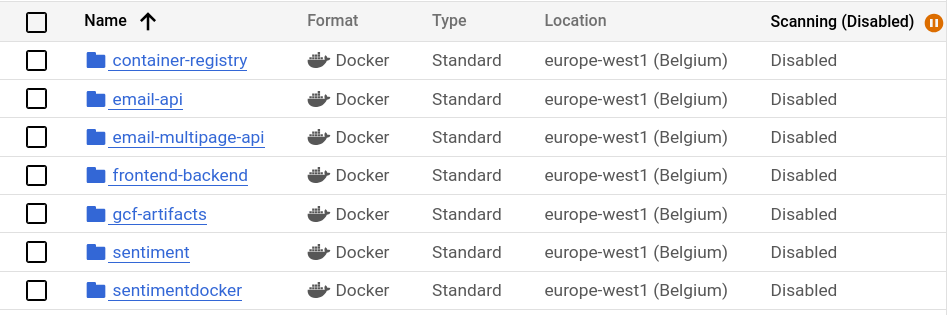 Name Format Type Location Scanning (Disabled)
container-registry Docker Standard europe-west1 (Belgium) Disabled
email-api Docker Standard europe-west1 (Belgium) Disabled
email-multipage-api Docker Standard europe-west1 (Belgium) Disabled
frontend-backend Docker Standard europe-west1 (Belgium) Disabled
gcf-artifacts Docker Standard europe-west1 (Belgium) Disabled
sentiment Docker Standard europe-west1 (Belgium) Disabled
sentimentdocker Docker Standard europe-west1 (Belgium) Disabled